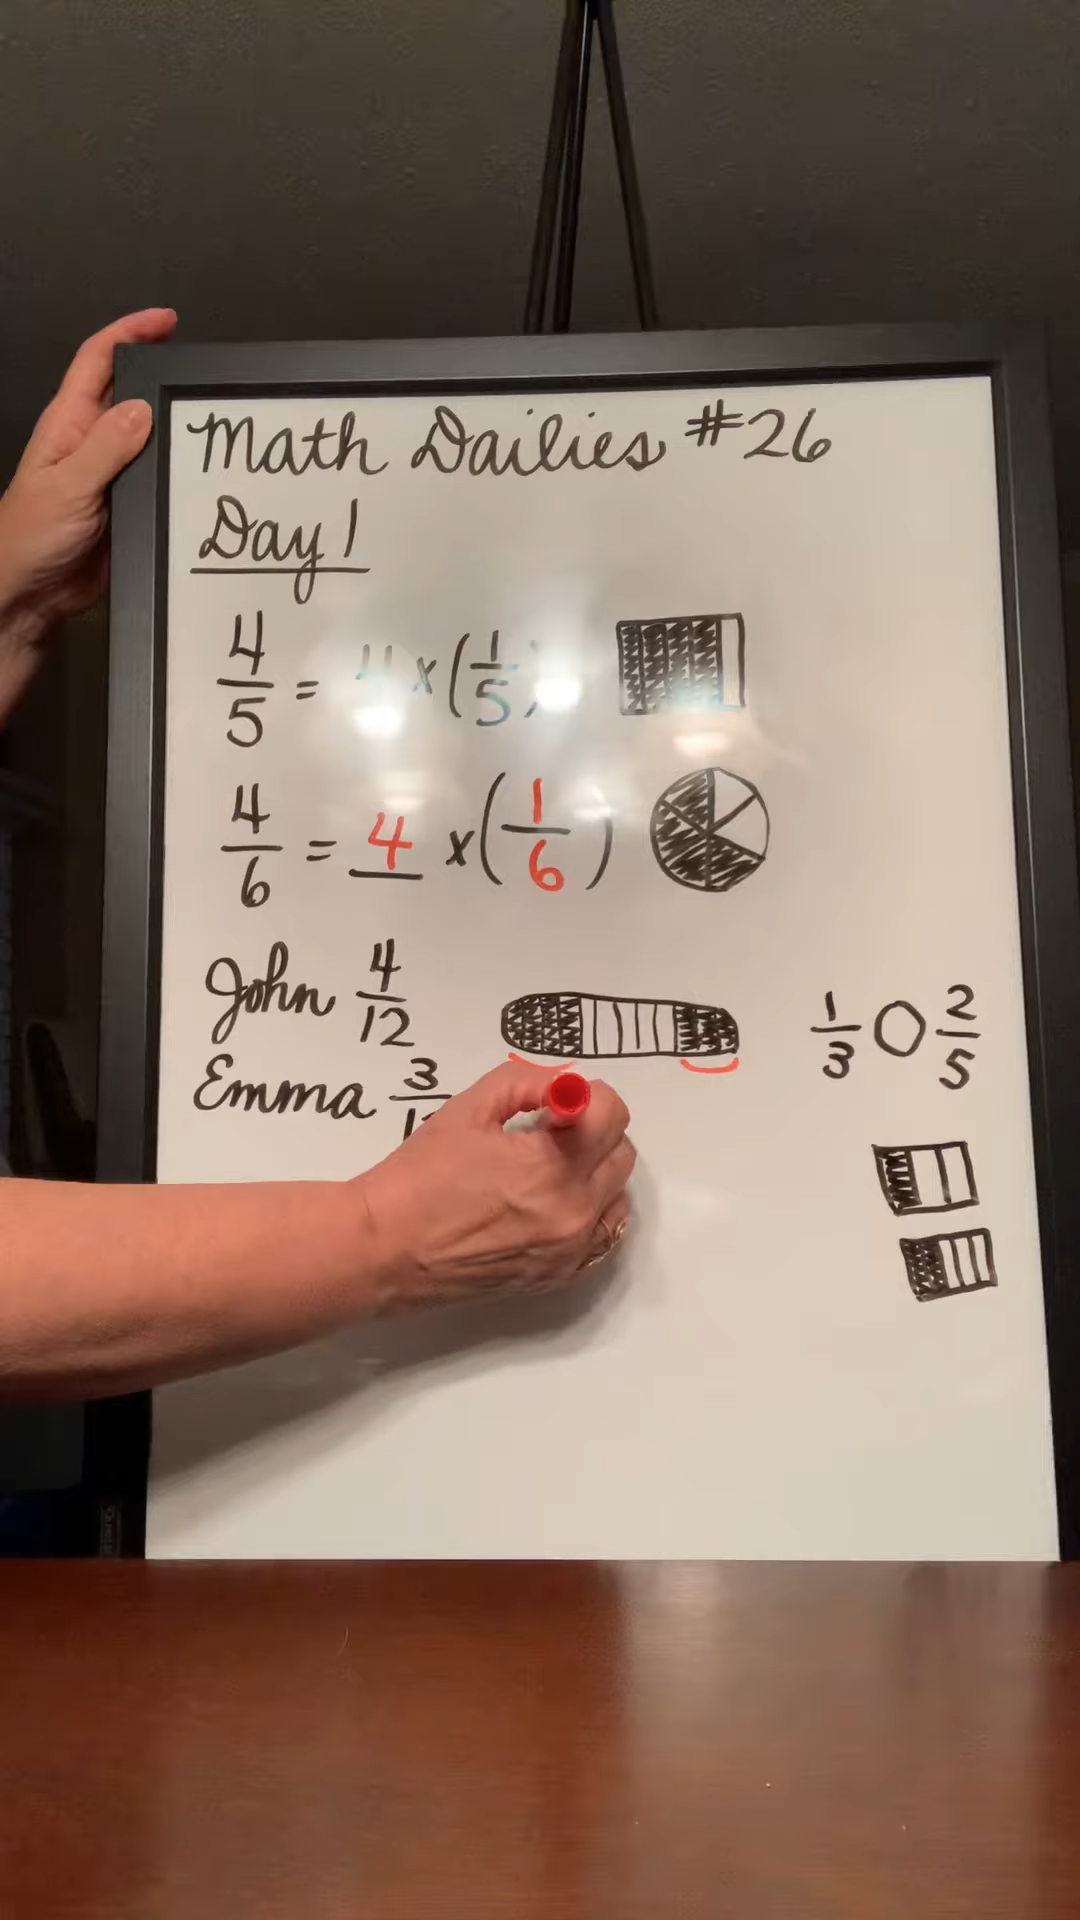 Math Dailies #26
Day 1
4/5 = 4 x (1/5)
4/6 = 4 x (1/6)
John 4/12
Emma 3/
1/3 ○ 2/5